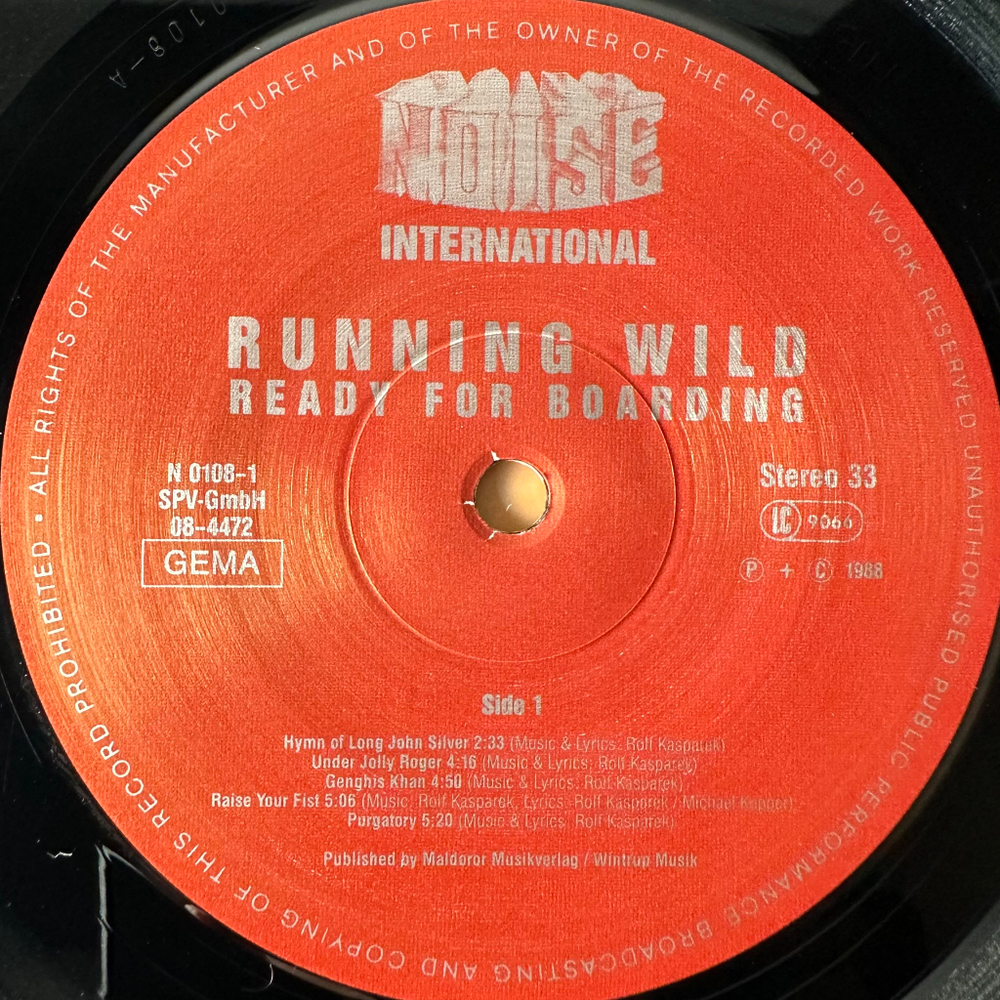 • ALL RIGHTS OF THE MANUFACTURER AND OF THE OWNER OF THE RECORDED WORK RESERVED UNAUTHORISED PUBLIC PERFORMANCE BROADCASTING AND COPYING OF THIS RECORD PROHIBITED
NOISE
INTERNATIONAL
RUNNING WILD
READY FOR BOARDING
N 0108-1
SPV-GmbH
08-4472
GEMA
Stereo 33
LC 9066
Ⓟ + Ⓒ 1988
Side 1
Hymn of Long John Silver 2:33 (Music & Lyrics: Rolf Kasparek)
Under Jolly Roger 4:16 (Music & Lyrics: Rolf Kasparek)
Genghis Khan 4:50 (Music & Lyrics: Rolf Kasparek)
Raise Your Fist 5:06 (Music: Rolf Kasparek, Lyrics: Rolf Kasparek / Michael Kupper)
Purgatory 5:20 (Music & Lyrics: Rolf Kasparek)
Published by Maldoror Musikverlag / Wintrup Musik